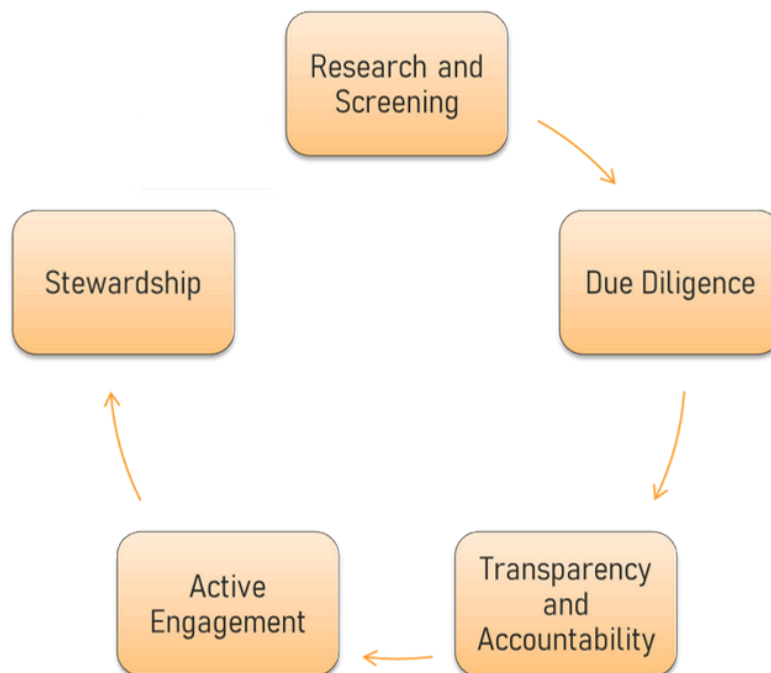 Research and
Screening
Due Diligence
Transparency
and
Accountability
Active
Engagement
Stewardship